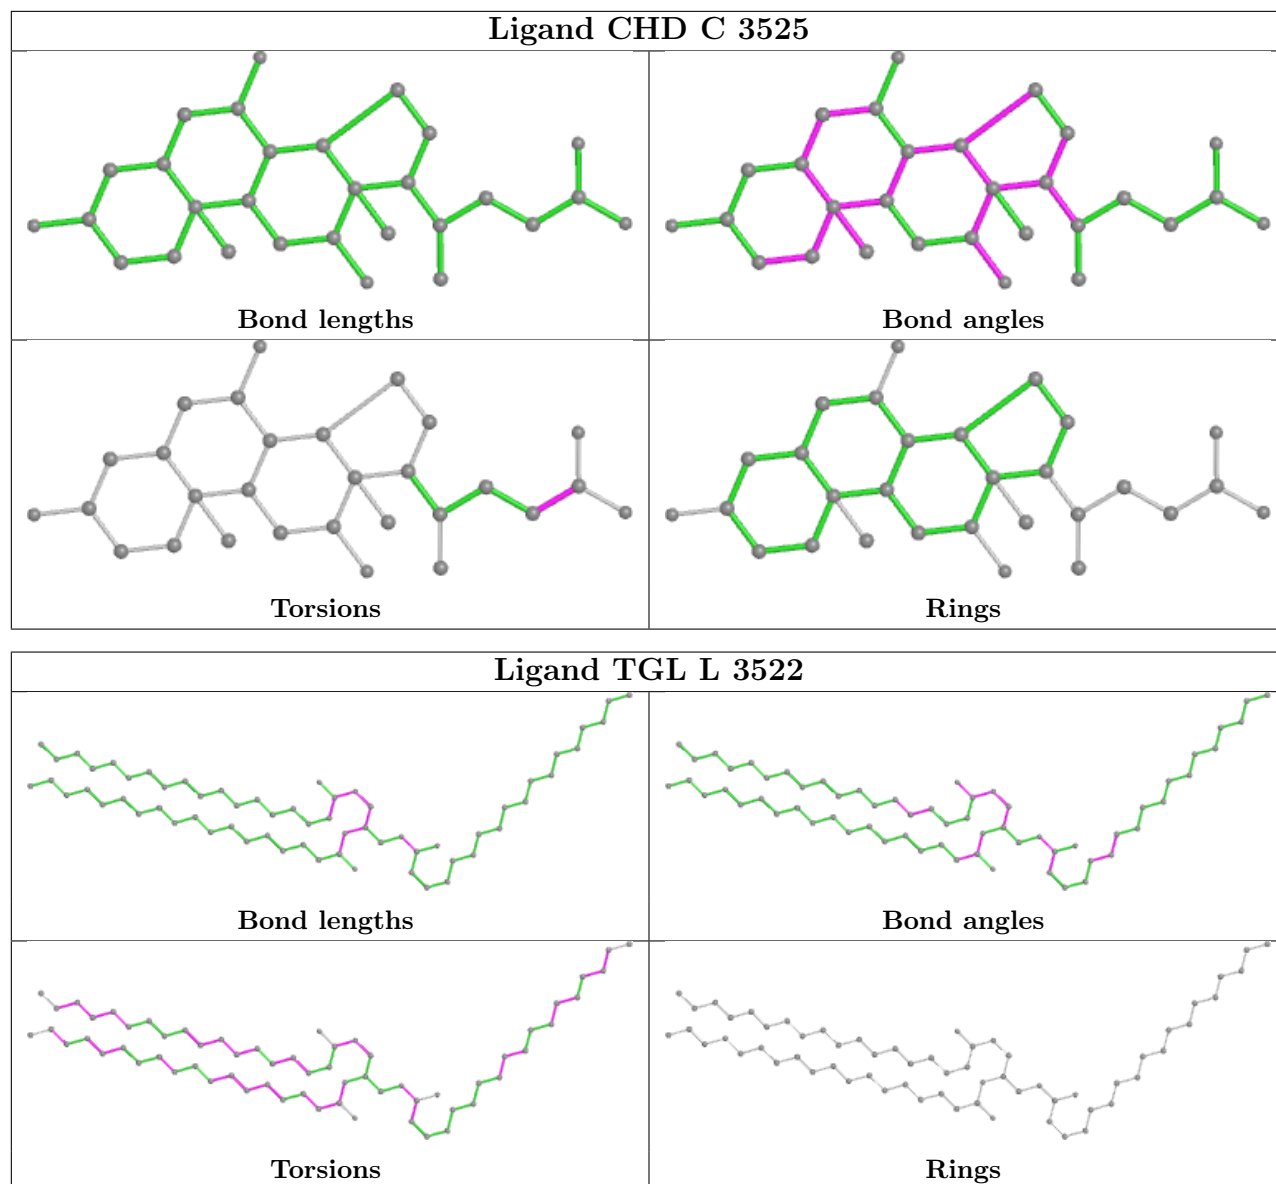 Ligand CHD C 3525
Bond lengths
Bond angles
Torsions
Rings
Ligand TGL L 3522
Bond lengths
Bond angles
Torsions
Rings